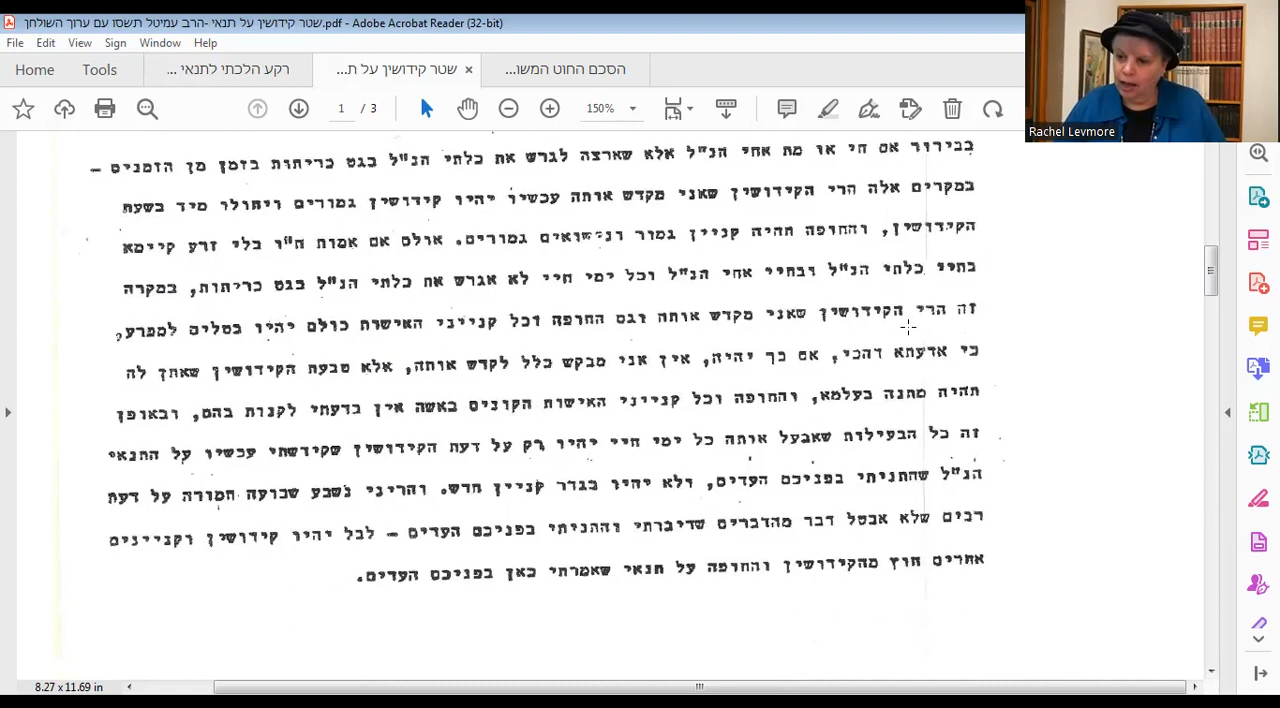 שטר קידושין על תנאי -הרב עמיטל תשסו עם ערוך השולחן.pdf - Adobe Acrobat Reader (32-bit)
File Edit View Sign Window Help
Home Tools רקע הלכתי לתנאי ... שטר קידושין על ת... × הסכם החוט המשו...
1 / 3 150%
Rachel Levmore
בבירור אם חי או מת אחי הנ"ל אלא שארצה לגרש את כלתי הנ"ל בגט כריתות בזמן מן הזמנים –
במקרים אלה הרי הקידושין שאני מקדש אותה עכשיו יהיו קידושין גמורים ויחולו מיד בשעת
הקידושין, והחופה תהיה קניין גמור ונישואים גמורים. אולם אם אמות ח"ו בלי זרע קיימא
בחיי כלתי הנ"ל ובחיי אחי הנ"ל וכל ימי חיי לא אגרש את כלתי הנ"ל בגט כריתות, במקרה
זה הרי הקידושין שאני מקדש אותה וגם החופה וכל קנייני האישות כולם יהיו בטלים למפרע,
כי אדעתא דהכי, אם כך יהיה, אין אני מבקש כלל לקדש אותה, אלא טבעת הקידושין שאתן לה
תהיה מתנה בעלמא, והחופה וכל קנייני האישות הקונים באשה אין בדעתי לקנות בהם, ובאופן
זה כל הבעילות שאבעל אותה כל ימי חיי יהיו רק על דעת הקידושין שקידשתי עכשיו על התנאי
הנ"ל שהתניתי בפניכם העדים, ולא יהיו בגדר קניין חדש. והריני נשבע שבועה חמורה על דעת
רבים שלא אבטל דבר מהדברים שדיברתי והתניתי בפניכם העדים – לבל יהיו קידושין וקניינים
אחרים חוץ מהקידושין והחופה על תנאי שאמרתי כאן בפניכם העדים.
8.27 x 11.69 in